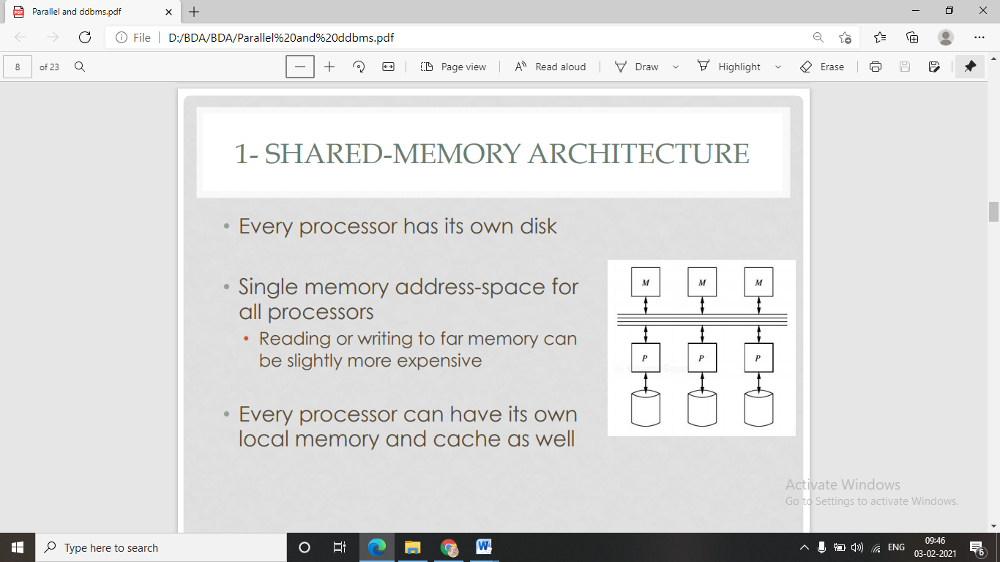 Parallel and ddbms.pdf
File
D:/BDA/BDA/Parallel%20and%20ddbms.pdf
8 of 23
Page view
Read aloud
Draw
Highlight
Erase
1- SHARED-MEMORY ARCHITECTURE
• Every processor has its own disk
• Single memory address-space for
all processors
• Reading or writing to far memory can
be slightly more expensive
• Every processor can have its own
local memory and cache as well
M M M
P P P
Activate Windows
Go to Settings to activate Windows.
Type here to search
ENG
09:46
03-02-2021
6